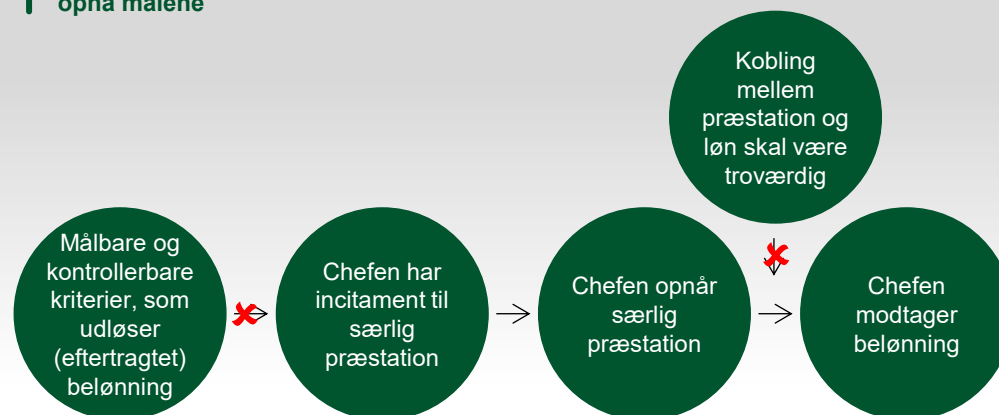 opnå målene
Kobling
mellem
præstation og
løn skal være
troværdig
Målbare og
kontrollerbare
kriterier, som
udløser
(eftertragtet)
belønning
Chefen har
incitament til
særlig
præstation
Chefen opnår
særlig
præstation
Chefen
modtager
belønning